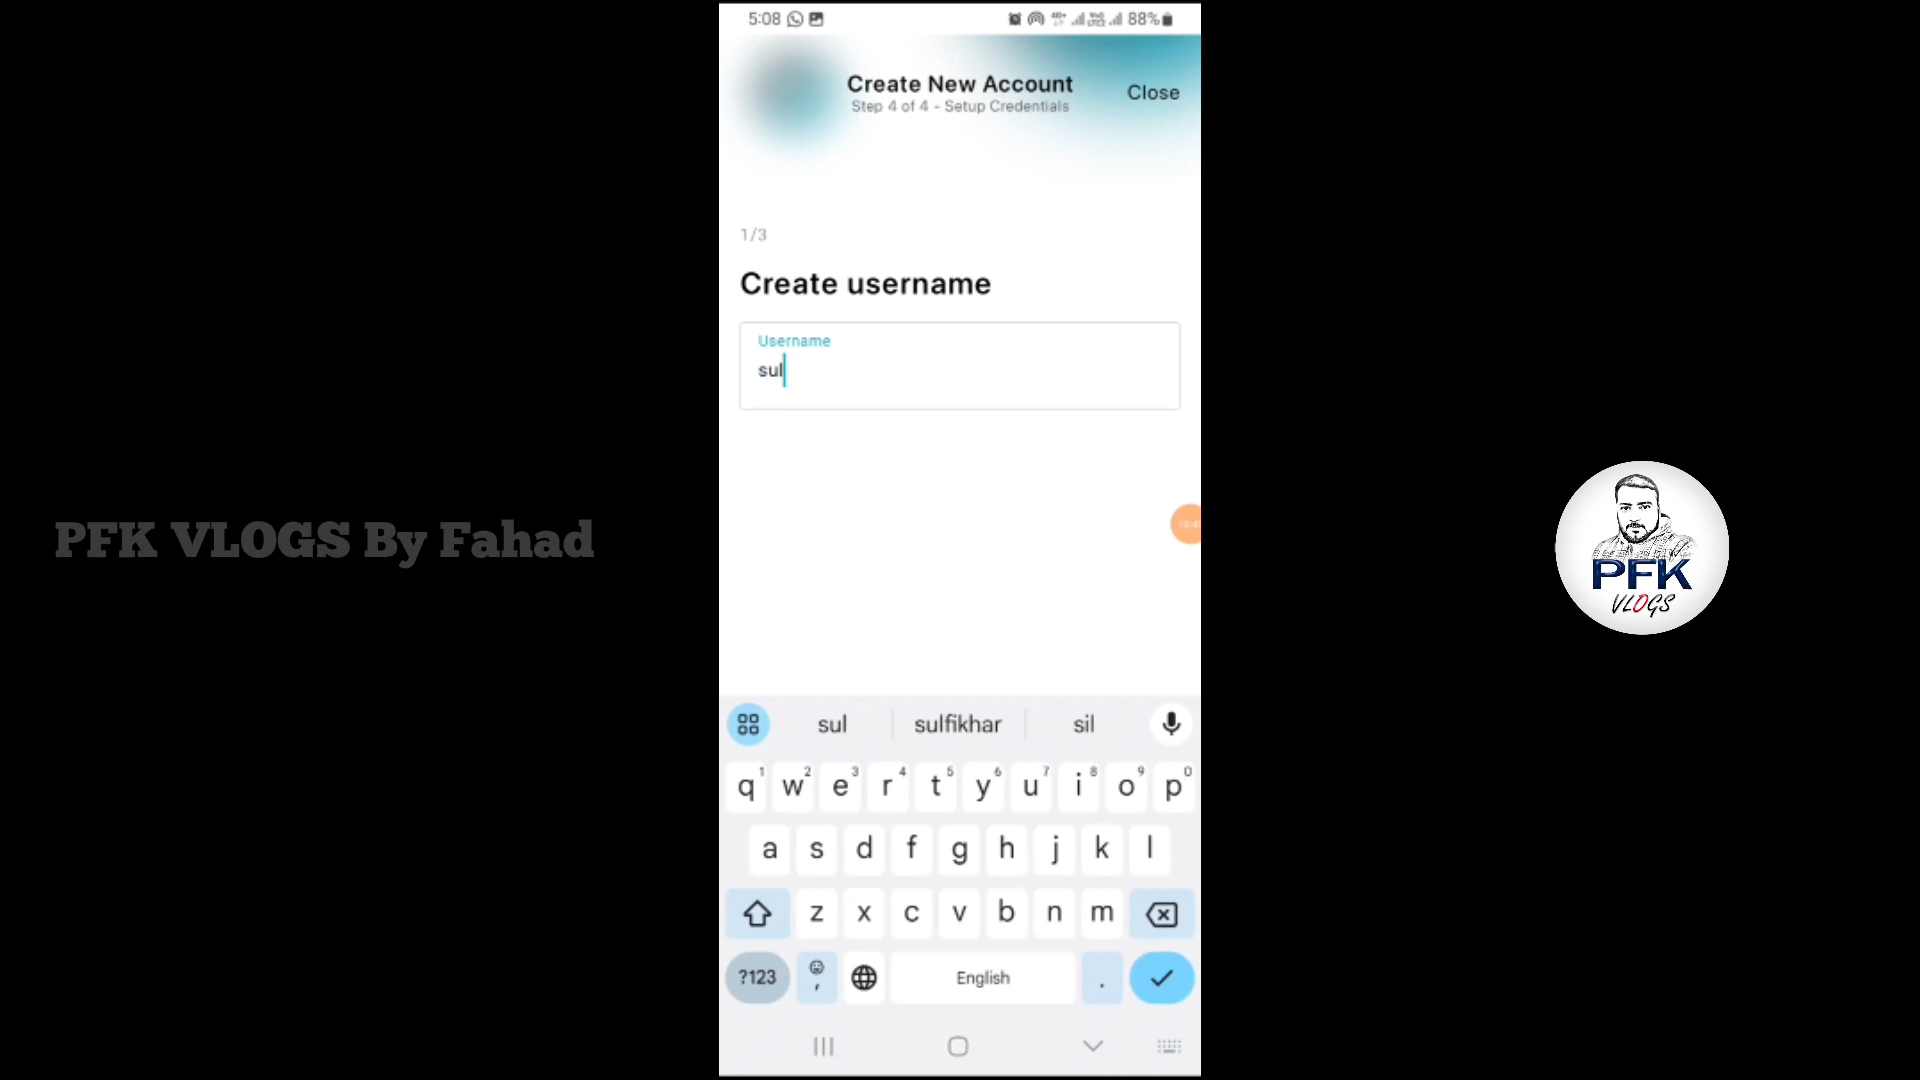 5:08
88%
Create New Account
Step 4 of 4 - Setup Credentials
Close
1/3
Create username
Username
sul
PFK VLOGS By Fahad
PFK
VLOGS
sul sulfikhar sil
q1 w2 e3 r4 t5 y6 u7 i8 o9 p0
a s d f g h j k l
z x c v b n m
?123 , English .